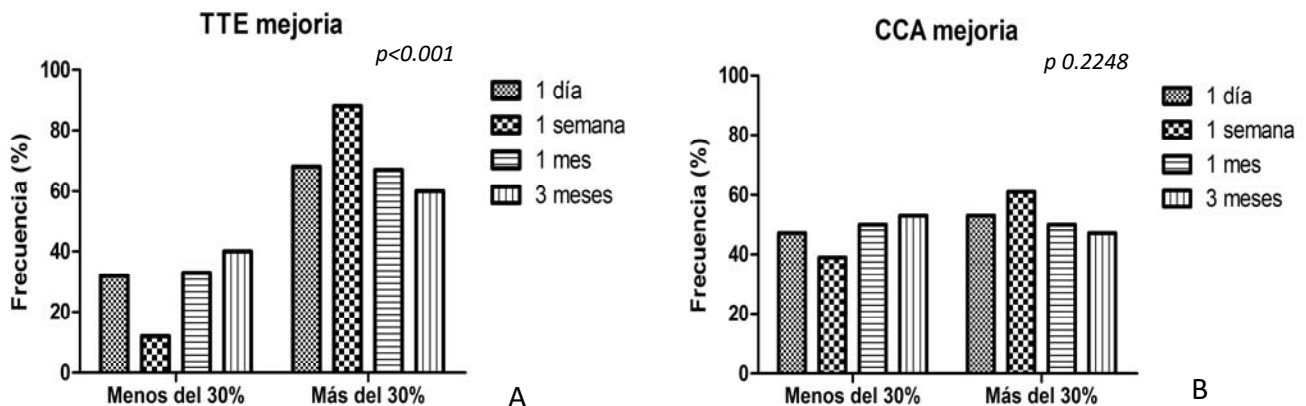 TTE mejoria
p<0.001
100
80
60
40
20
0
Frecuencia (%)
Menos del 30%
Más del 30%
1 día
1 semana
1 mes
3 meses
A
CCA mejoria
p 0.2248
100
80
60
40
20
0
Frecuencia (%)
Menos del 30%
Más del 30%
1 día
1 semana
1 mes
3 meses
B